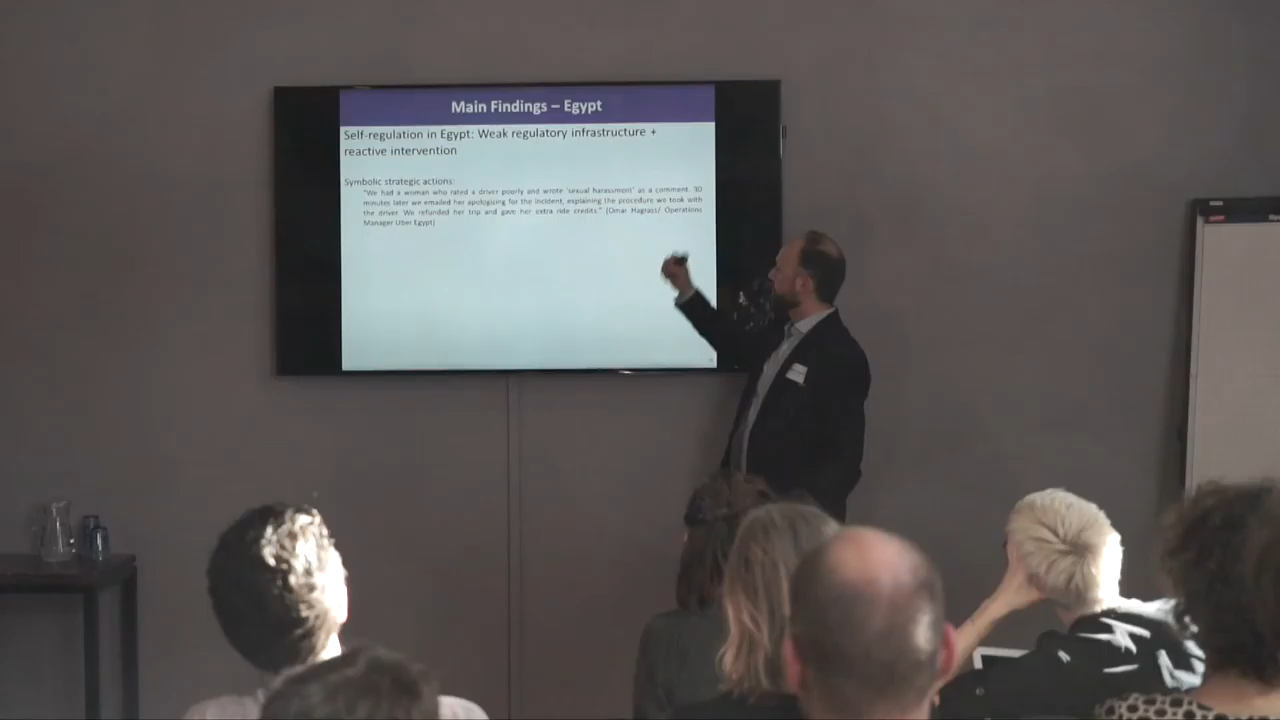 Main Findings – Egypt
Self-regulation in Egypt: Weak regulatory infrastructure +
reactive intervention
Symbolic strategic actions:
"We had a woman who rated a driver poorly and wrote 'sexual harassment' as a comment. 30
minutes later we emailed her apologizing for the incident, explaining the procedure we took with
the driver. We refunded her trip and gave her extra ride credits." (Omar Hagrass/ Operations
Manager Uber Egypt)